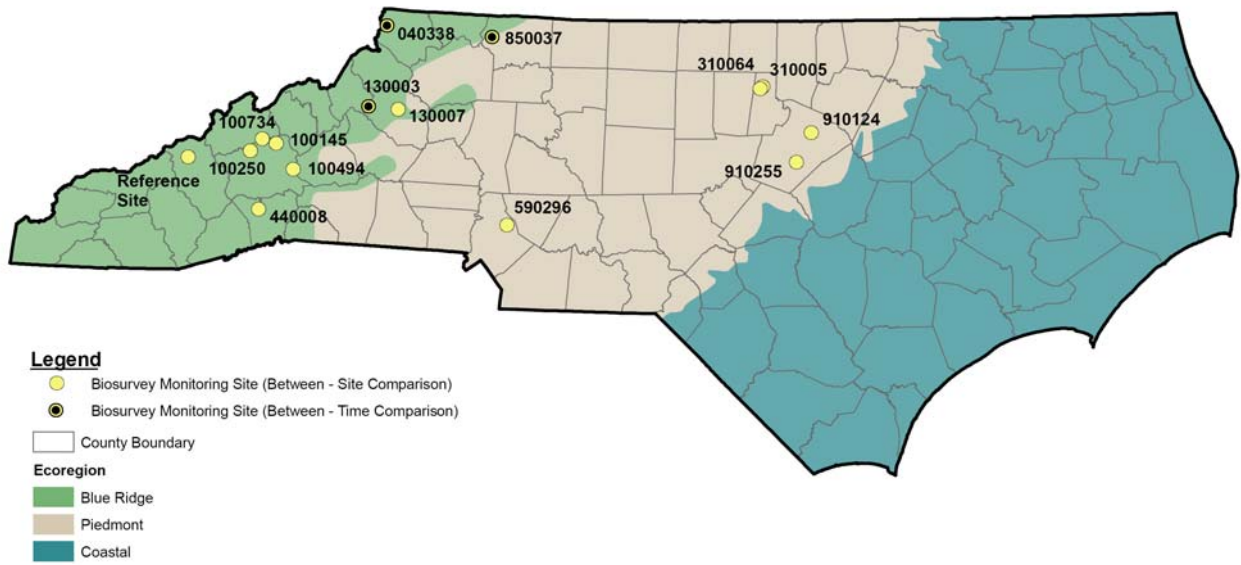 040338
850037
310064
310005
130003
130007
910124
100734
100145
100250
100494
910255
Reference
Site
590296
440008
Legend
Biosurvey Monitoring Site (Between - Site Comparison)
Biosurvey Monitoring Site (Between - Time Comparison)
County Boundary
Ecoregion
Blue Ridge
Piedmont
Coastal